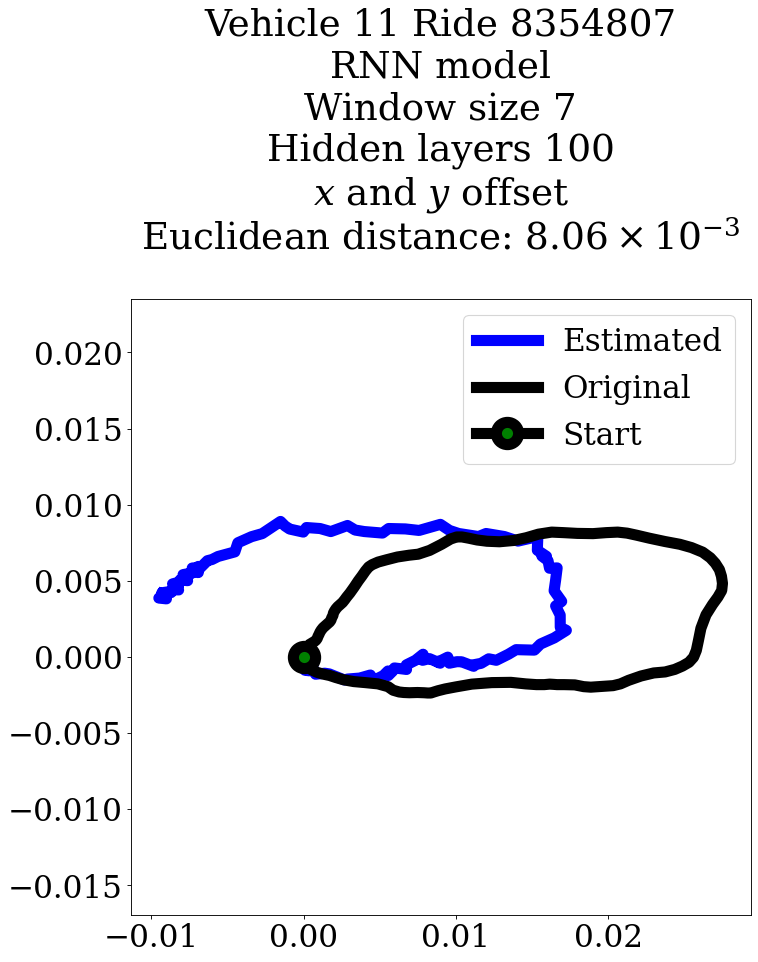 Vehicle 11 Ride 8354807
RNN model
Window size 7
Hidden layers 100
x and y offset
Euclidean distance: 8.06 × 10⁻³
Estimated
Original
Start
0.020
0.015
0.010
0.005
0.000
−0.005
−0.010
−0.015
−0.01 0.00 0.01 0.02